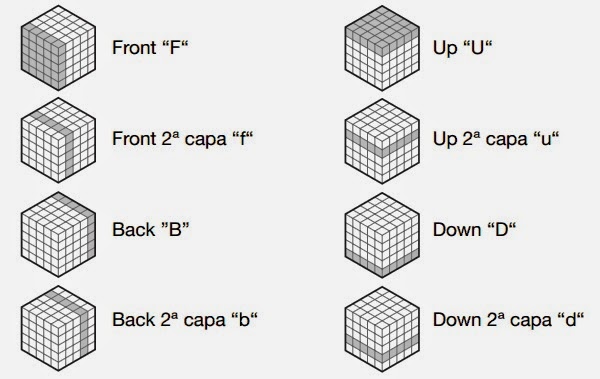 Front “F“
Front 2ª capa “f“
Back ”B”
Back 2ª capa “b“
Up “U“
Up 2ª capa “u“
Down “D“
Down 2ª capa “d“